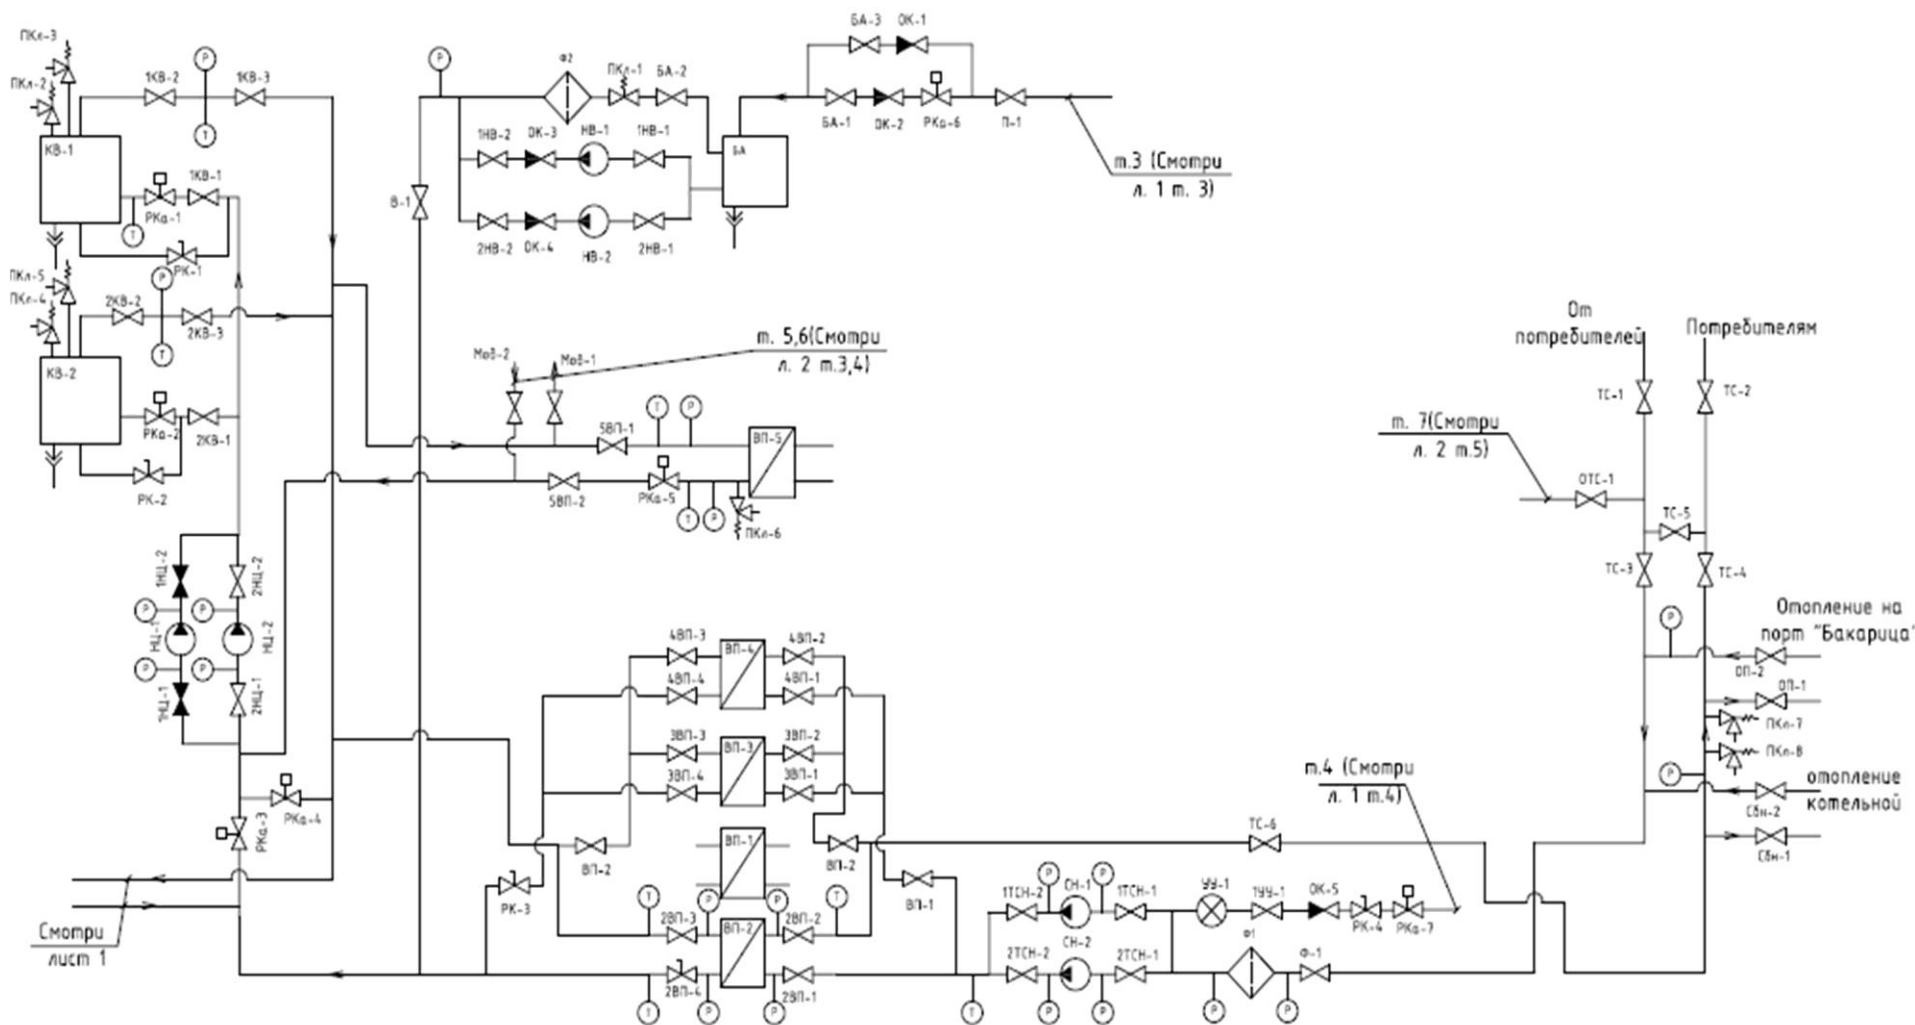 ПКл-3
ПКл-2
1КВ-2
P
1КВ-3
T
КВ-1
РКа-1
1КВ-1
T
РК-1
ПКл-5
ПКл-4
P
2КВ-2
2КВ-3
T
КВ-2
РКа-2
2КВ-1
РК-2
P
Ф2
ПКл-1
БА-2
БА-3
ОК-1
БА-1
ОК-2
РКа-6
П-1
1НВ-2
ОК-3
НВ-1
1НВ-1
БА
В-1
2НВ-2
ОК-4
НВ-2
2НВ-1
т.3 (Смотри
л. 1 т. 3)
т. 5,6(Смотри
л. 2 т.3,4)
Мов-2
Мов-1
5ВП-1
T
P
ВП-5
5ВП-2
РКа-5
T
P
ПКл-6
От
потребителей
Потребителям
ТС-1
ТС-2
т. 7(Смотри
л. 2 т.5)
ОТС-1
ТС-5
ТС-3
ТС-4
P
Отопление на
порт "Бакарица"
ОП-2
ОП-1
ПКл-7
ПКл-8
P
отопление
котельной
Сбн-2
Сбн-1
1НЦ-2
2НЦ-2
P
P
НЦ-1
НЦ-2
P
P
1НЦ-1
2НЦ-1
РКа-4
РКа-3
Смотри
лист 1
4ВП-3
ВП-4
4ВП-2
4ВП-4
4ВП-1
3ВП-3
ВП-3
3ВП-2
3ВП-4
3ВП-1
ВП-2
ВП-1
ВП-2
РК-3
ВП-1
T
2ВП-3
P
P
2ВП-2
T
ВП-2
T
2ВП-4
P
P
2ВП-1
T
ТС-6
т.4 (Смотри
л. 1 т.4)
1ТСН-2
P
СН-1
P
1ТСН-1
УУ-1
1УУ-1
ОК-5
РК-4
РКа-7
2ТСН-2
СН-2
2ТСН-1
Ф1
Ф-1
P
P
P
P